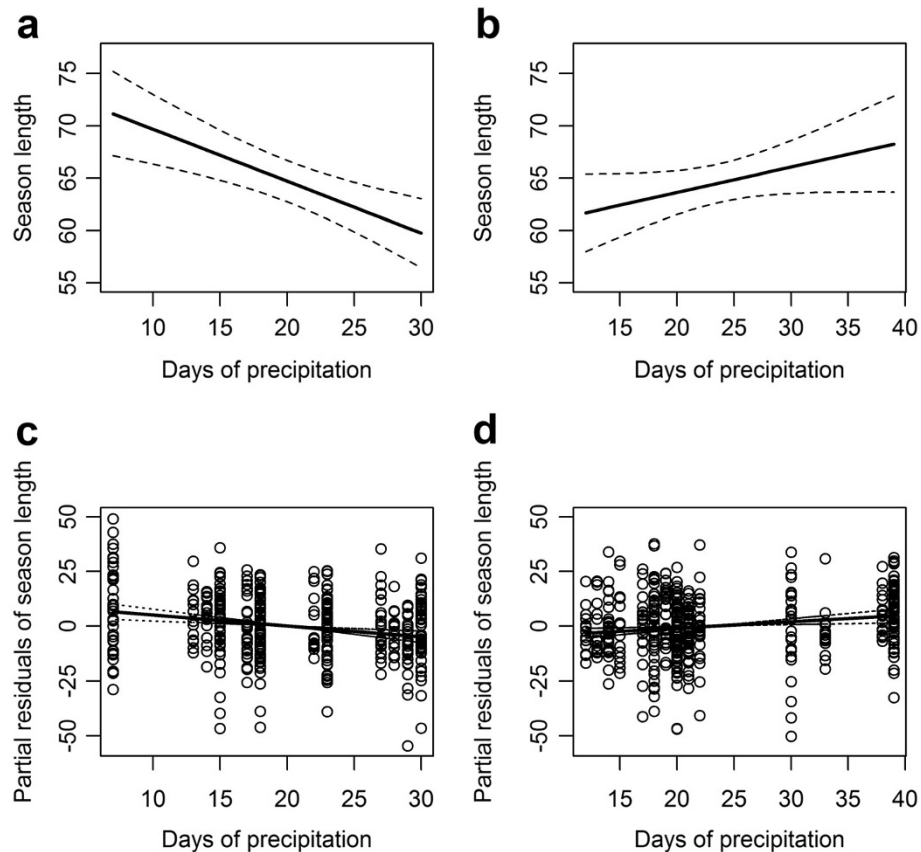 a
b
Season length
75
70
65
60
55
10 15 20 25 30
Days of precipitation
Season length
75
70
65
60
55
15 20 25 30 35 40
Days of precipitation
c
d
Partial residuals of season length
50
25
0
-25
-50
10 15 20 25 30
Days of precipitation
Partial residuals of season length
50
25
0
-25
-50
15 20 25 30 35 40
Days of precipitation